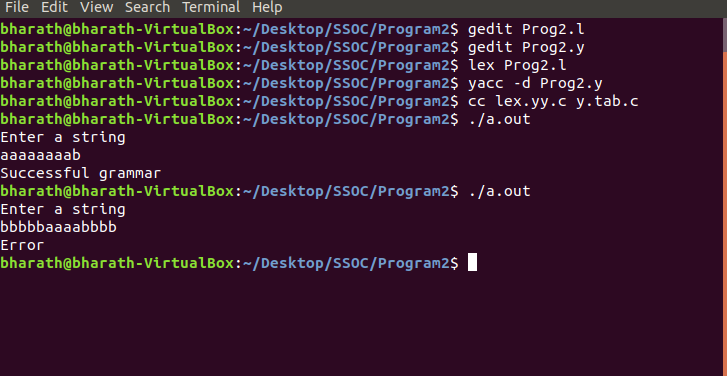 File Edit View Search Terminal Help
bharath@bharath-VirtualBox:~/Desktop/SSOC/Program2$ gedit Prog2.l
bharath@bharath-VirtualBox:~/Desktop/SSOC/Program2$ gedit Prog2.y
bharath@bharath-VirtualBox:~/Desktop/SSOC/Program2$ lex Prog2.l
bharath@bharath-VirtualBox:~/Desktop/SSOC/Program2$ yacc -d Prog2.y
bharath@bharath-VirtualBox:~/Desktop/SSOC/Program2$ cc lex.yy.c y.tab.c
bharath@bharath-VirtualBox:~/Desktop/SSOC/Program2$ ./a.out
Enter a string
aaaaaaaab
Successful grammar
bharath@bharath-VirtualBox:~/Desktop/SSOC/Program2$ ./a.out
Enter a string
bbbbbaaaabbbb
Error
bharath@bharath-VirtualBox:~/Desktop/SSOC/Program2$